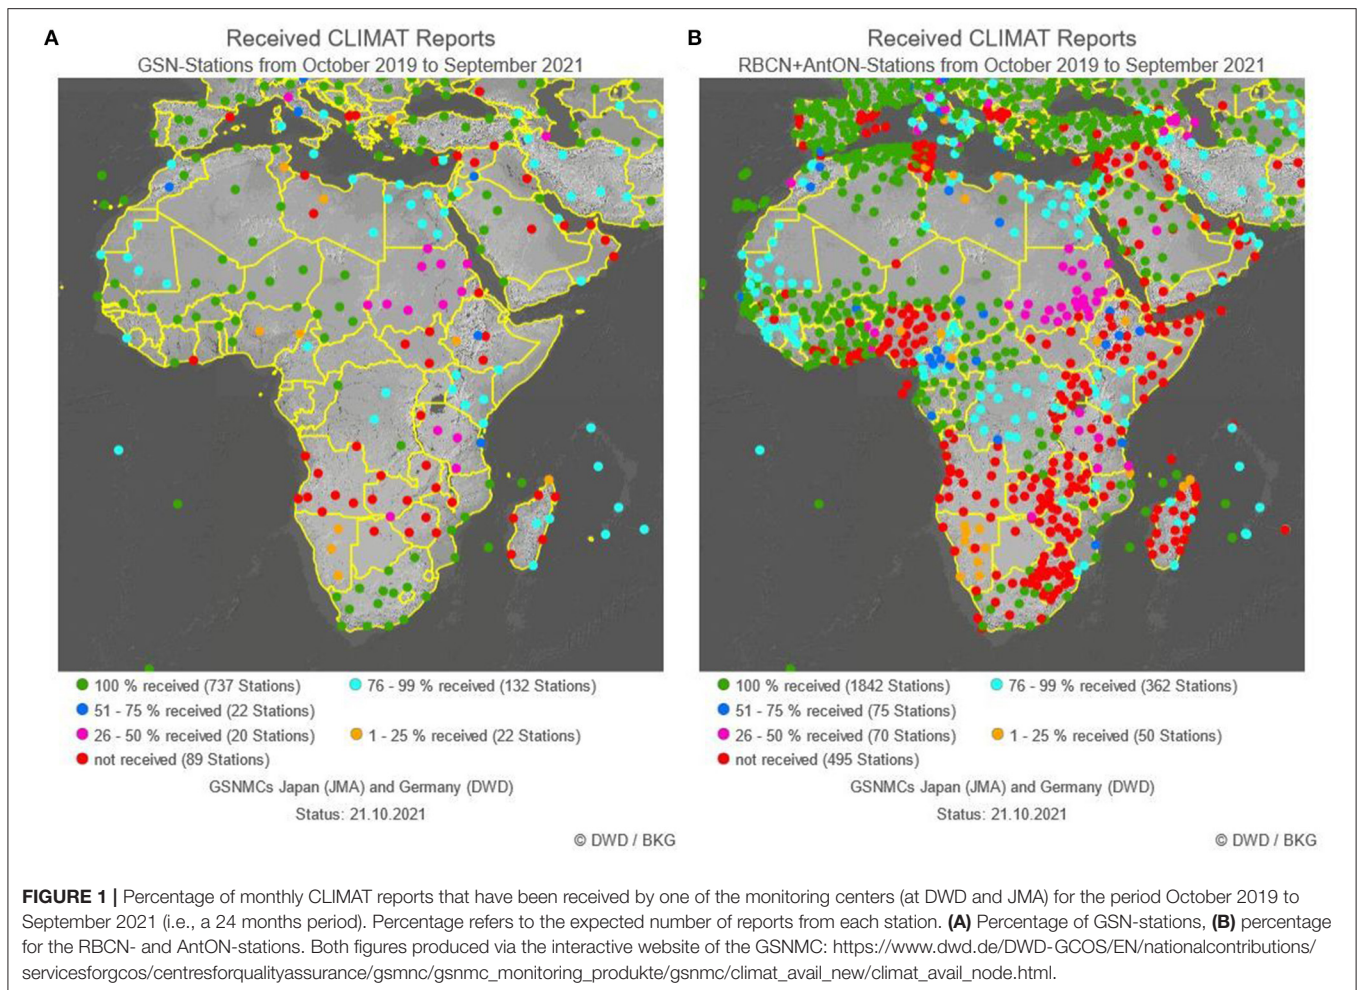 A
Received CLIMAT Reports
GSN-Stations from October 2019 to September 2021
100 % received (737 Stations)
76 - 99 % received (132 Stations)
51 - 75 % received (22 Stations)
26 - 50 % received (20 Stations)
1 - 25 % received (22 Stations)
not received (89 Stations)
GSNMCs Japan (JMA) and Germany (DWD)
Status: 21.10.2021
© DWD / BKG
B
Received CLIMAT Reports
RBCN+AntON-Stations from October 2019 to September 2021
100 % received (1842 Stations)
76 - 99 % received (362 Stations)
51 - 75 % received (75 Stations)
26 - 50 % received (70 Stations)
1 - 25 % received (50 Stations)
not received (495 Stations)
GSNMCs Japan (JMA) and Germany (DWD)
Status: 21.10.2021
© DWD / BKG
FIGURE 1 | Percentage of monthly CLIMAT reports that have been received by one of the monitoring centers (at DWD and JMA) for the period October 2019 to
September 2021 (i.e., a 24 months period). Percentage refers to the expected number of reports from each station. (A) Percentage of GSN-stations, (B) percentage
for the RBCN- and AntON-stations. Both figures produced via the interactive website of the GSNMC: https://www.dwd.de/DWD-GCOS/EN/nationalcontributions/
servicesforgcos/centresforqualityassurance/gsmnc/gsnmc_monitoring_produkte/gsnmc/climat_avail_new/climat_avail_node.html.